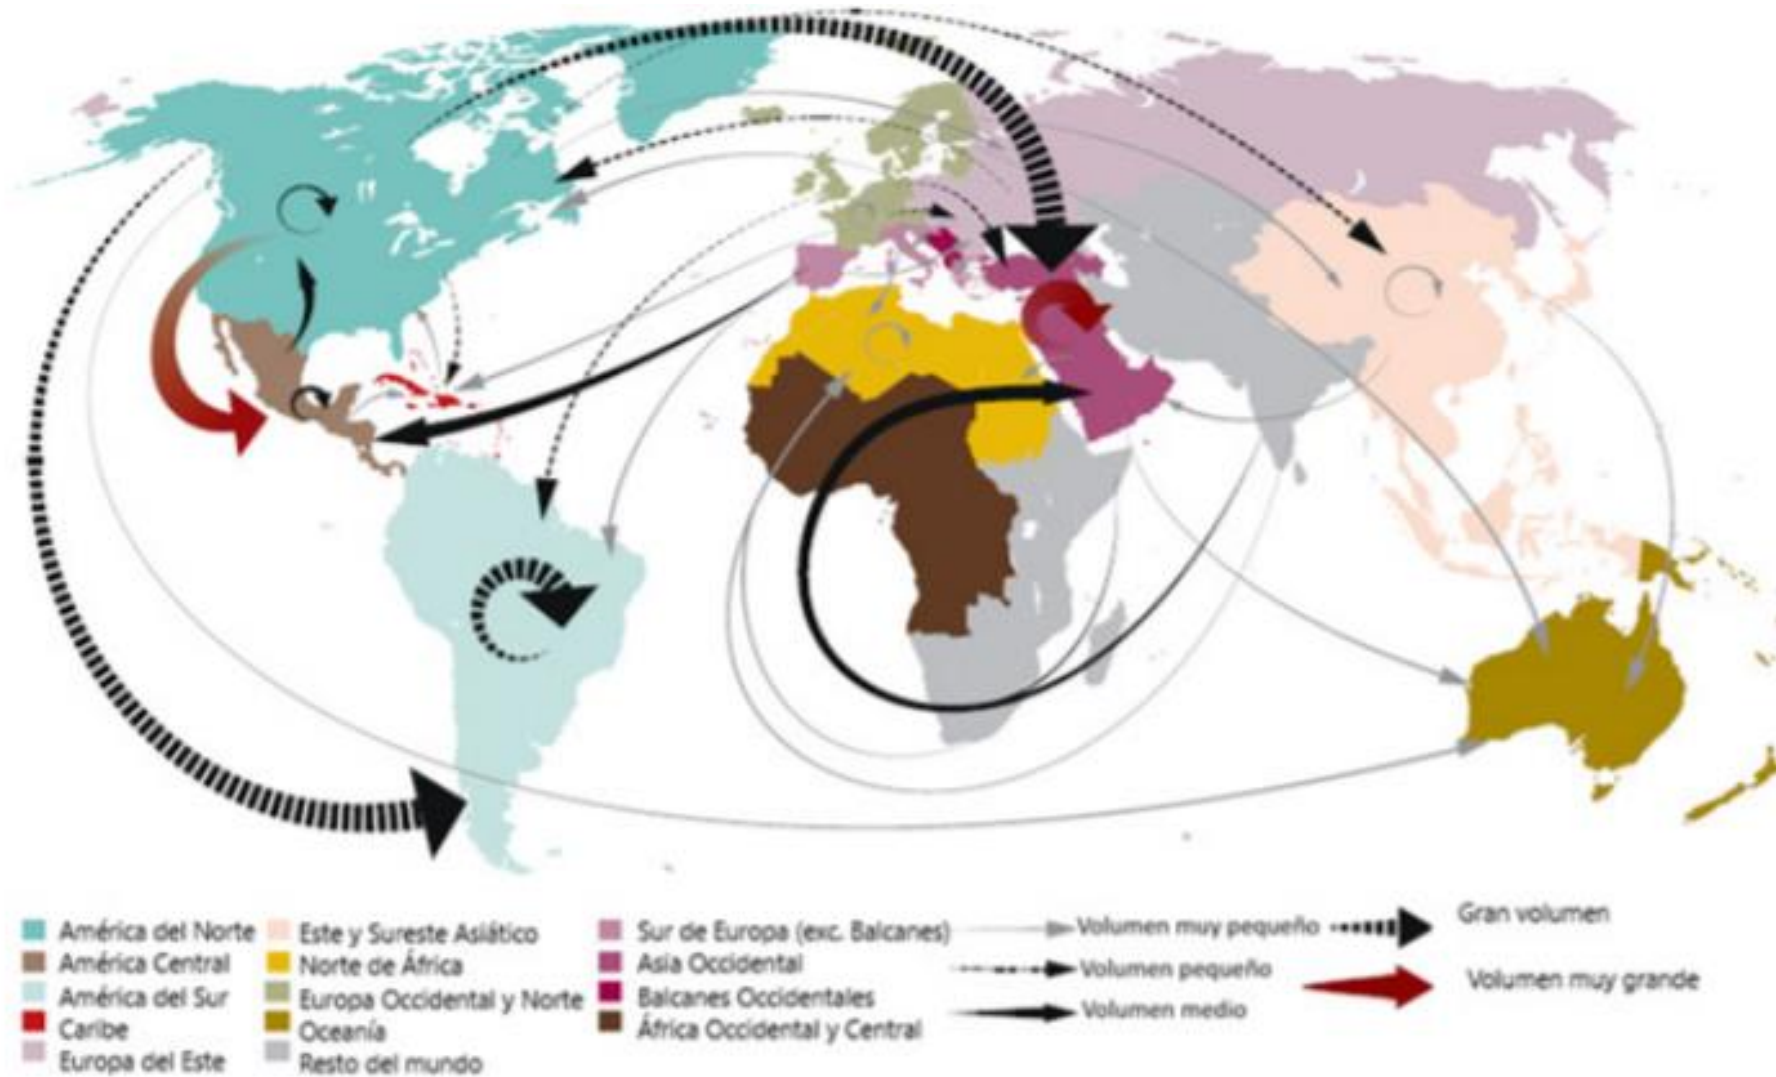 América del Norte
América Central
América del Sur
Caribe
Europa del Este
Este y Sureste Asiático
Norte de África
Europa Occidental y Norte
Oceanía
Resto del mundo
Sur de Europa (exc. Balcanes)
Asia Occidental
Balcanes Occidentales
África Occidental y Central
Volumen muy pequeño
Volumen pequeño
Volumen medio
Gran volumen
Volumen muy grande